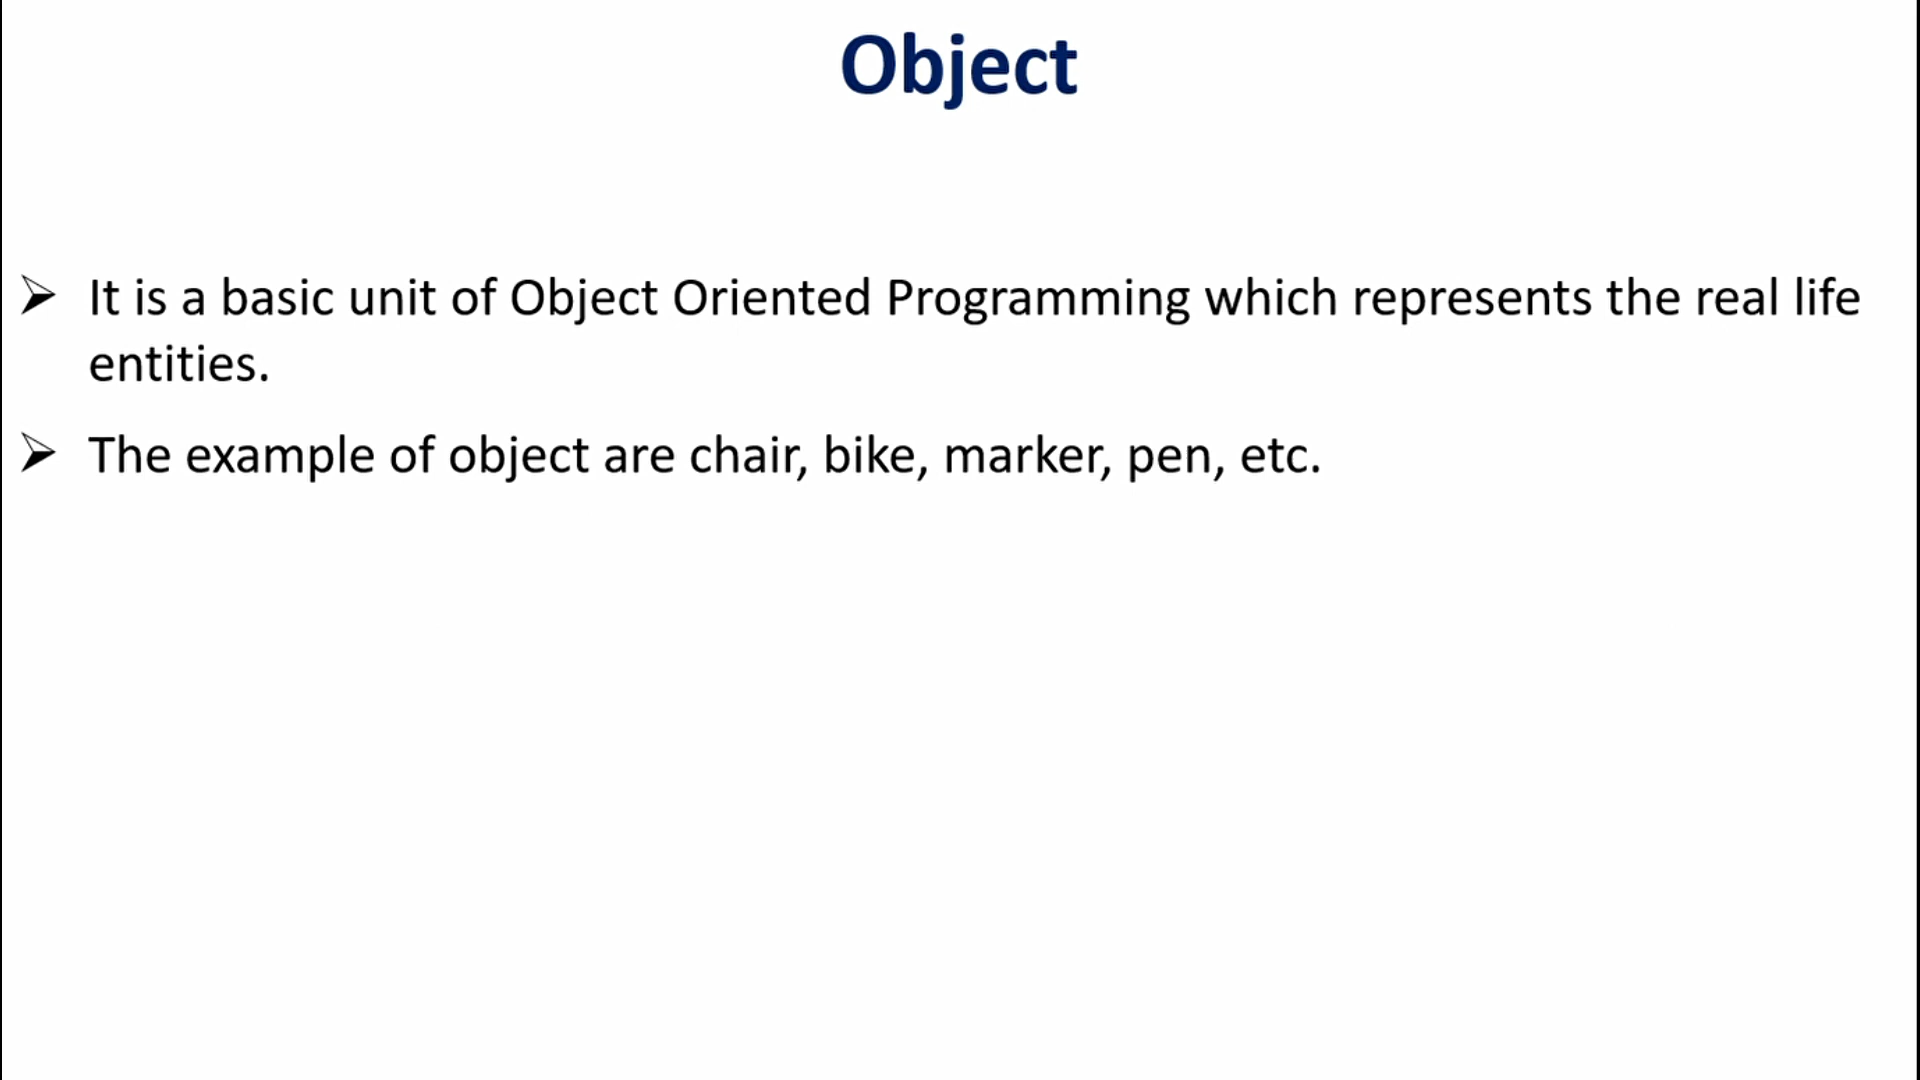 Object
➢ It is a basic unit of Object Oriented Programming which represents the real life
entities.
➢ The example of object are chair, bike, marker, pen, etc.